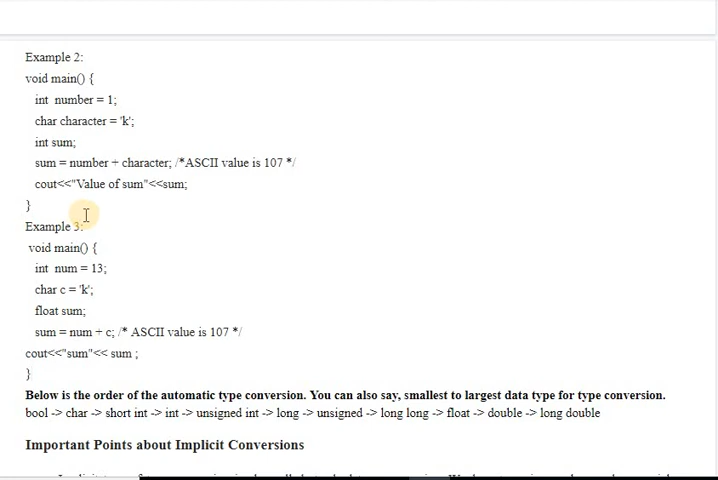 Example 2:
void main() {
int number = 1;
char character = 'k';
int sum;
sum = number + character; /*ASCII value is 107 */
cout<<"Value of sum"<<sum;
}
Example 3:
void main() {
int num = 13;
char c = 'k';
float sum;
sum = num + c; /* ASCII value is 107 */
cout<<"sum"<< sum ;
}
Below is the order of the automatic type conversion. You can also say, smallest to largest data type for type conversion.
bool -> char -> short int -> int -> unsigned int -> long -> unsigned -> long long -> float -> double -> long double
Important Points about Implicit Conversions